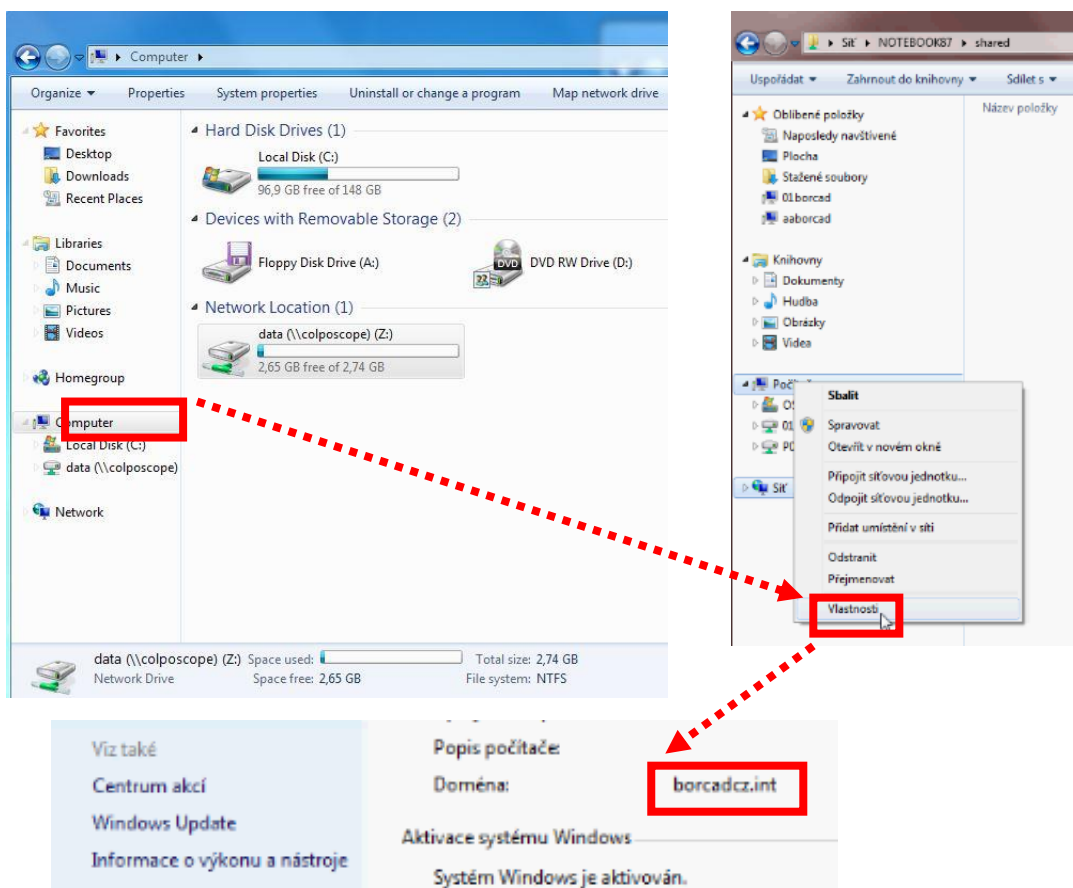 Computer
Organize
Properties
System properties
Uninstall or change a program
Map network drive
Favorites
Desktop
Downloads
Recent Places
Libraries
Documents
Music
Pictures
Videos
Homegroup
Computer
Local Disk (C:)
data (\\colposcope)
Network
Hard Disk Drives (1)
Local Disk (C:)
96,9 GB free of 148 GB
Devices with Removable Storage (2)
Floppy Disk Drive (A:)
DVD
DVD RW Drive (D:)
Network Location (1)
data (\\colposcope) (Z:)
2,65 GB free of 2,74 GB
data (\\colposcope) (Z:) Space used: Total size: 2,74 GB
Network Drive Space free: 2,65 GB File system: NTFS
Síť NOTEBOOK87 shared
Uspořádat Zahrnout do knihovny Sdílet s
Název položky
Oblíbené položky
Naposledy navštívené
Plocha
Stažené soubory
01borcad
aaborcad
Knihovny
Dokumenty
Hudba
Obrázky
Videa
Síť
Sbalit
Spravovat
Otevřít v novém okně
Připojit síťovou jednotku...
Odpojit síťovou jednotku...
Přidat umístění v síti
Odstranit
Přejmenovat
Vlastnosti
Viz také
Centrum akcí
Windows Update
Informace o výkonu a nástroje
Popis počítače:
Doména: borcadcz.int
Aktivace systému Windows
Systém Windows je aktivován.